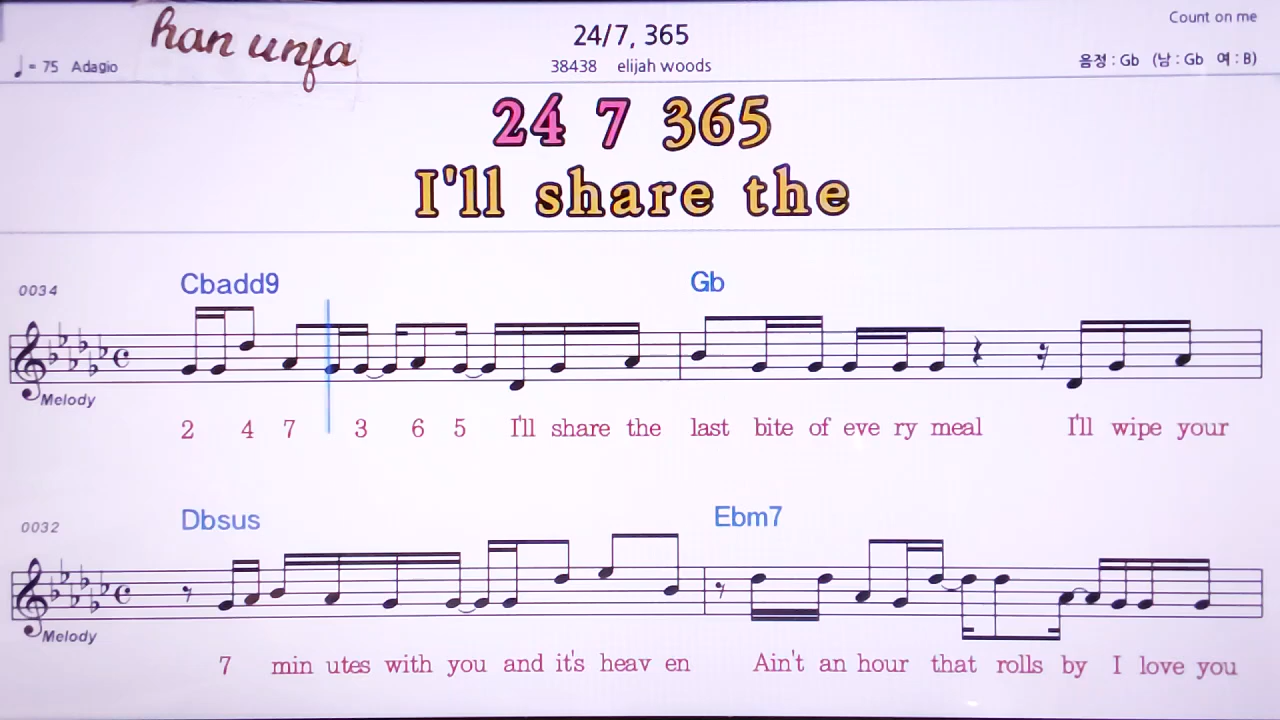 Count on me
han unfa
24/7, 365
♩= 75 Adagio
38438 elijah woods
음정 : Gb (남 : Gb 여 : B)
24 7 365
I'll share the
Cbadd9 Gb
0034
Melody
2 4 7 3 6 5 I'll share the last bite of eve ry meal I'll wipe your
Dbsus Ebm7
0032
Melody
7 min utes with you and it's heav en Ain't an hour that rolls by I love you